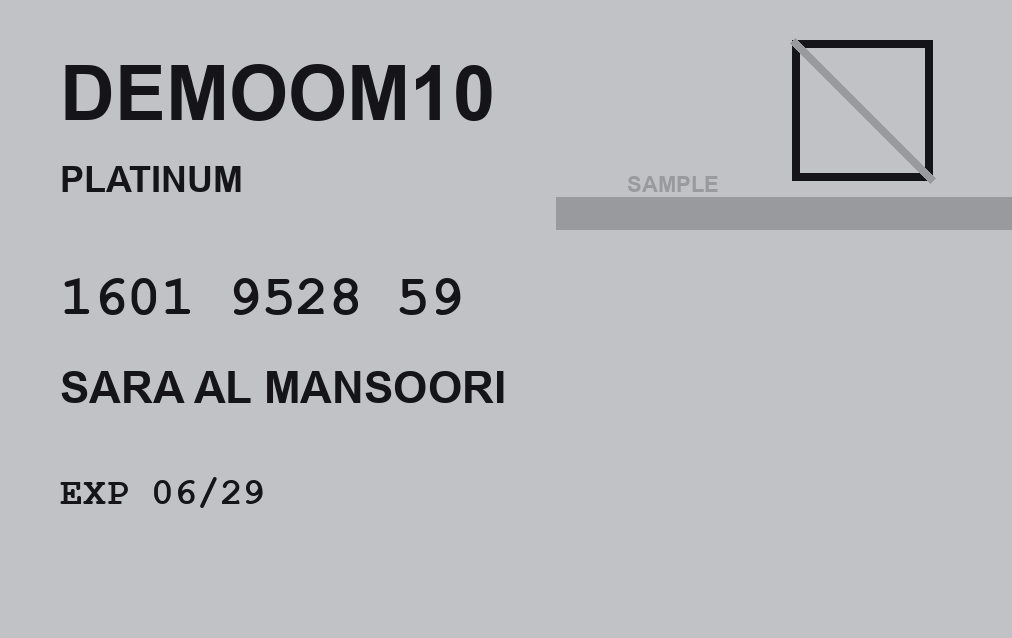 DEMOOM10
PLATINUM
SAMPLE
1601 9528 59
SARA AL MANSOORI
EXP 06/29